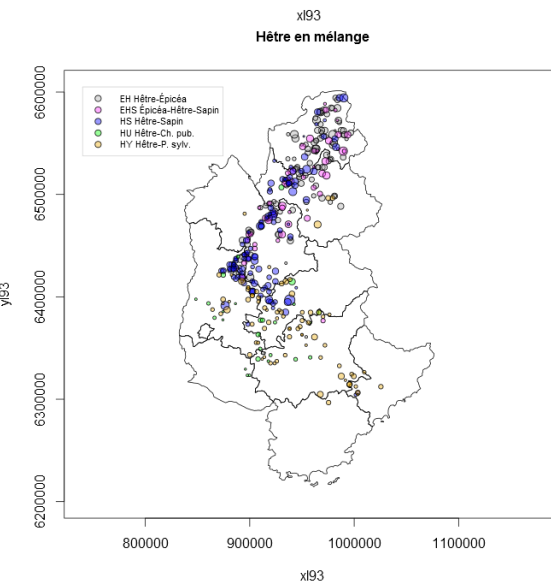 xl93
Hêtre en mélange
EH Hêtre-Épicéa
EHS Épicéa-Hêtre-Sapin
HS Hêtre-Sapin
HU Hêtre-Ch. pub.
HY Hêtre-P. sylv.
6600000
6500000
6400000
6300000
6200000
yl93
800000 900000 1000000 1100000
xl93